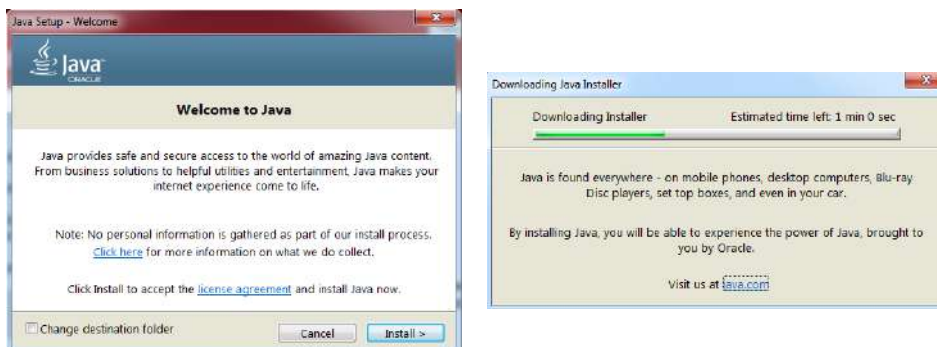 Java Setup - Welcome
Java
ORACLE
Welcome to Java
Java provides safe and secure access to the world of amazing Java content.
From business solutions to helpful utilities and entertainment, Java makes your
internet experience come to life.
Note: No personal information is gathered as part of our install process.
Click here for more information on what we do collect.
Click Install to accept the license agreement and install Java now.
Change destination folder
Cancel
Install >
Downloading Java Installer
Downloading Installer
Estimated time left: 1 min 0 sec
Java is found everywhere - on mobile phones, desktop computers, Blu-ray
Disc players, set top boxes, and even in your car.
By installing Java, you will be able to experience the power of Java, brought to
you by Oracle.
Visit us at java.com